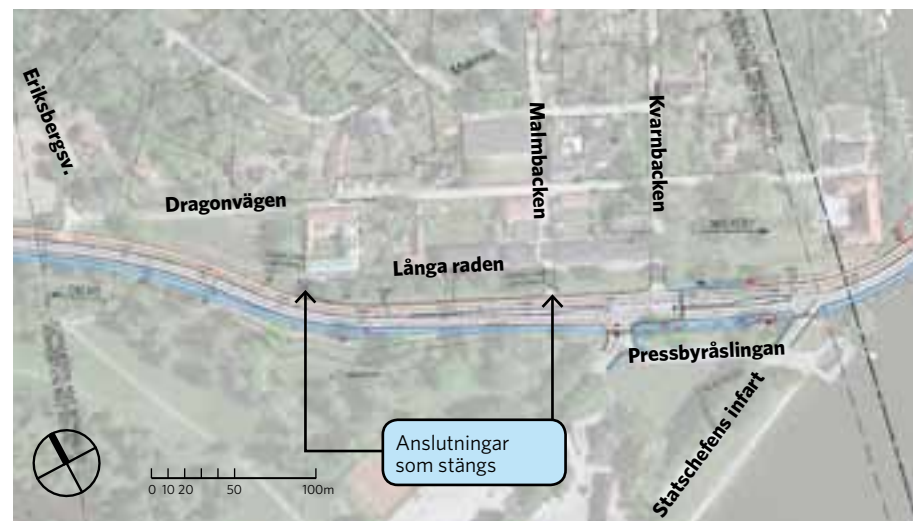 Eriksbergsv.
Malmbacken
Kvarnbacken
Dragonvägen
Långa raden
Pressbyråslingan
Statschefens infart
Anslutningar
som stängs
0 10 20 50 100m